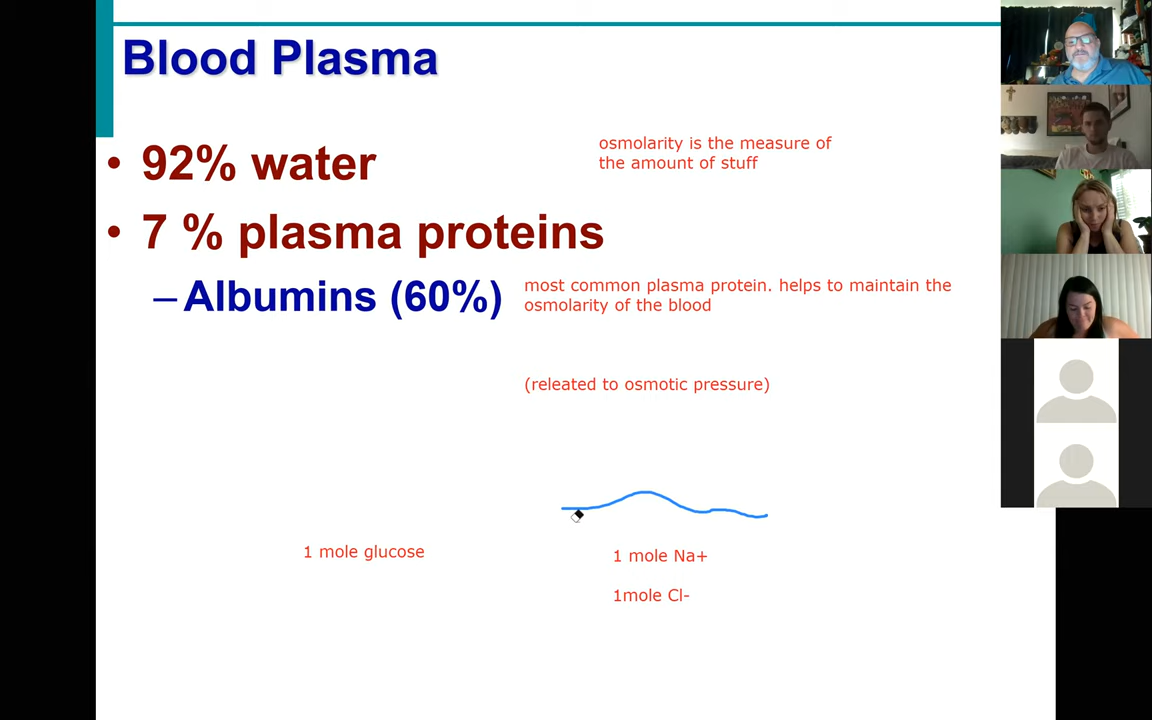 Blood Plasma
• 92% water
osmolarity is the measure of
the amount of stuff
• 7 % plasma proteins
– Albumins (60%)
most common plasma protein. helps to maintain the
osmolarity of the blood
(releated to osmotic pressure)
1 mole glucose
1 mole Na+
1mole Cl-